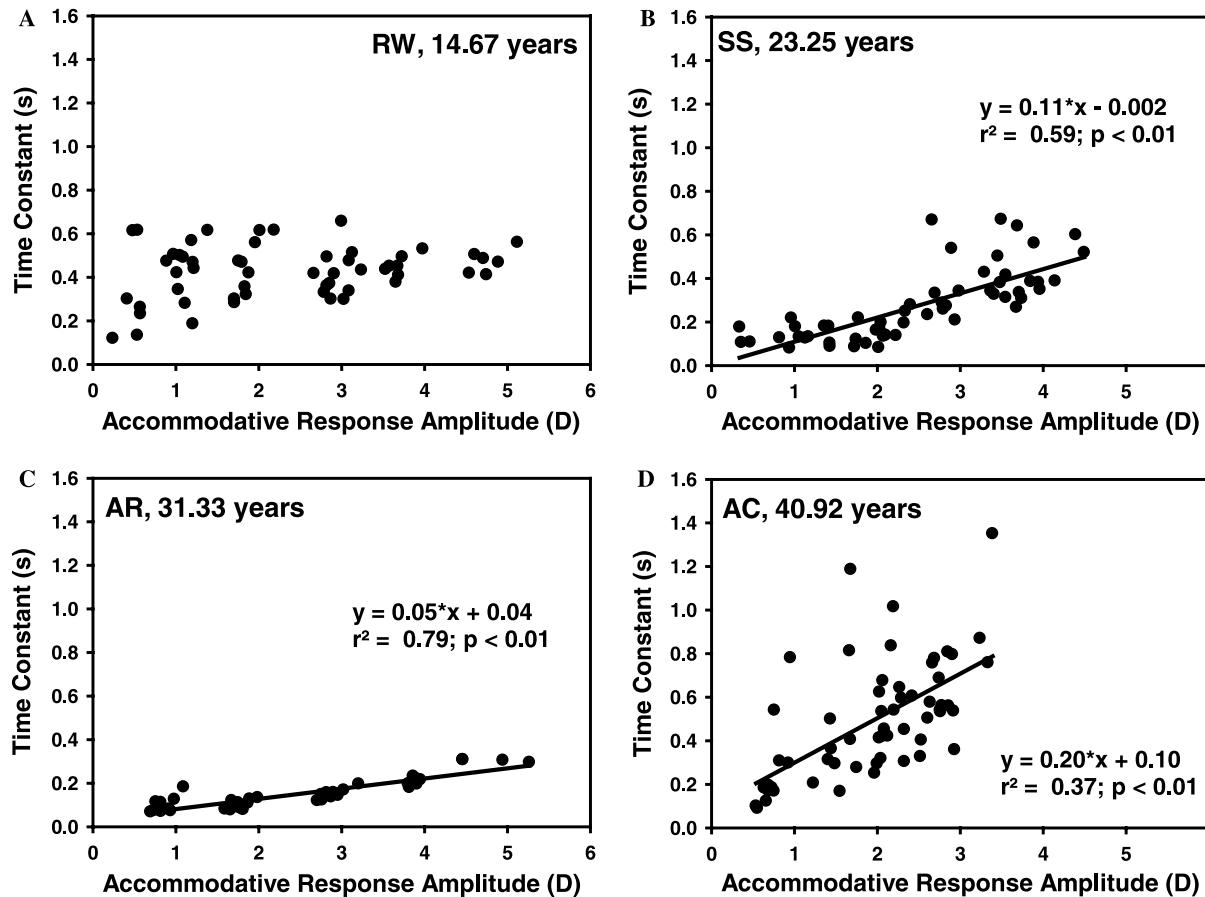 A
RW, 14.67 years
Time Constant (s)
1.6
1.4
1.2
1.0
0.8
0.6
0.4
0.2
0.0
0 1 2 3 4 5 6
Accommodative Response Amplitude (D)
B
SS, 23.25 years
y = 0.11*x - 0.002
r² = 0.59; p < 0.01
Time Constant (s)
1.6
1.4
1.2
1.0
0.8
0.6
0.4
0.2
0.0
0 1 2 3 4 5
Accommodative Response Amplitude (D)
C
AR, 31.33 years
y = 0.05*x + 0.04
r² = 0.79; p < 0.01
Time Constant (s)
1.6
1.4
1.2
1.0
0.8
0.6
0.4
0.2
0.0
0 1 2 3 4 5 6
Accommodative Response Amplitude (D)
D
AC, 40.92 years
y = 0.20*x + 0.10
r² = 0.37; p < 0.01
Time Constant (s)
1.6
1.4
1.2
1.0
0.8
0.6
0.4
0.2
0.0
0 1 2 3 4 5
Accommodative Response Amplitude (D)